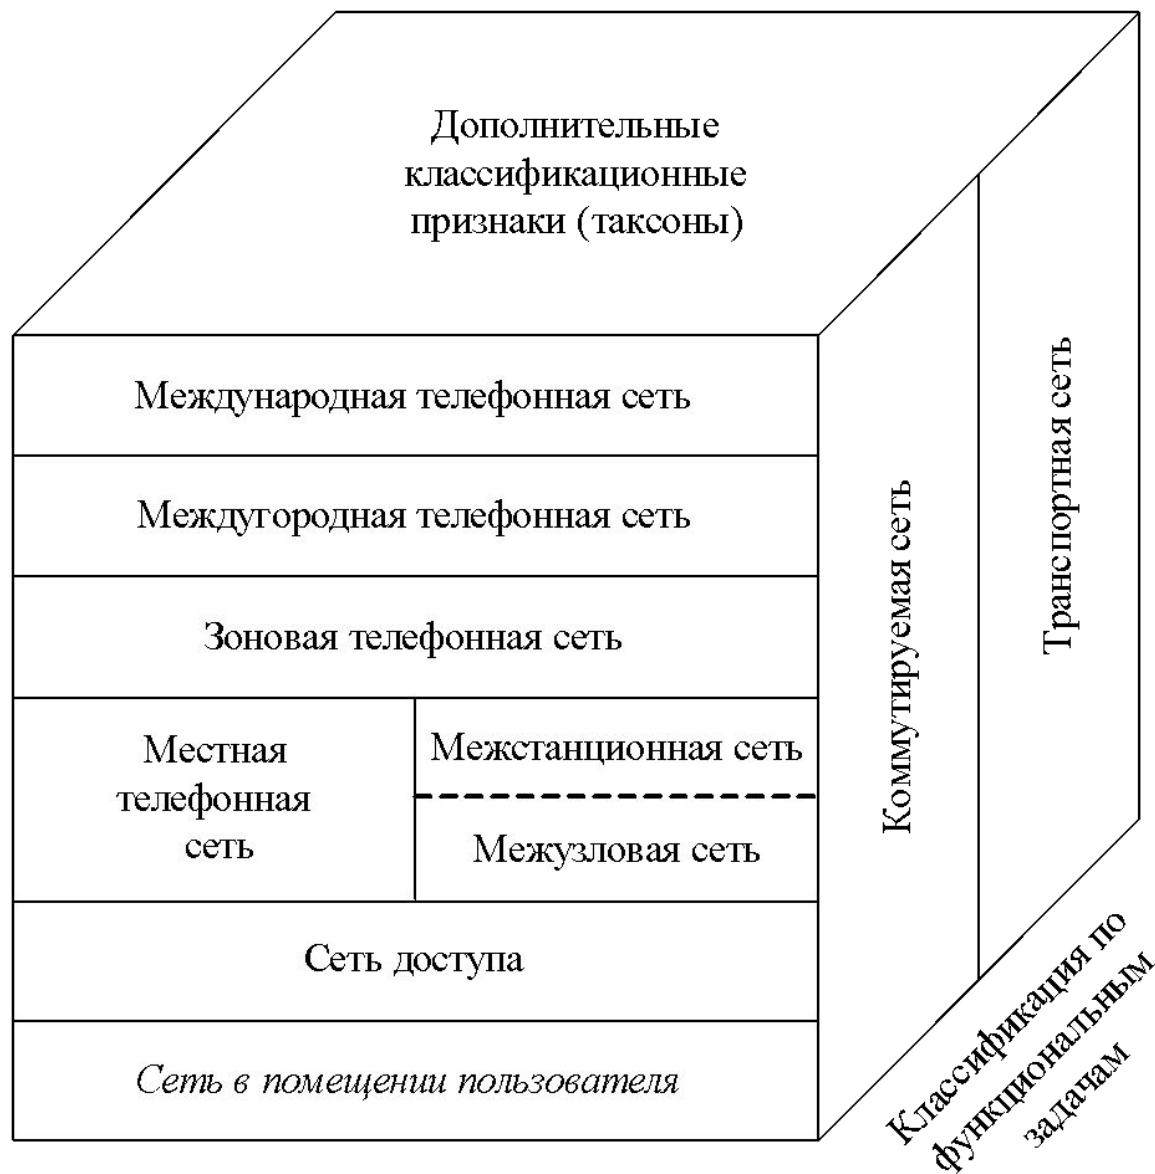 Дополнительные
классификационные
признаки (таксоны)
Международная телефонная сеть
Междугородная телефонная сеть
Зоновая телефонная сеть
Местная
телефонная
сеть
Межстанционная сеть
Межузловая сеть
Сеть доступа
Сеть в помещении пользователя
Коммутируемая сеть
Транспортная сеть
Классификация по
функциональным
задачам